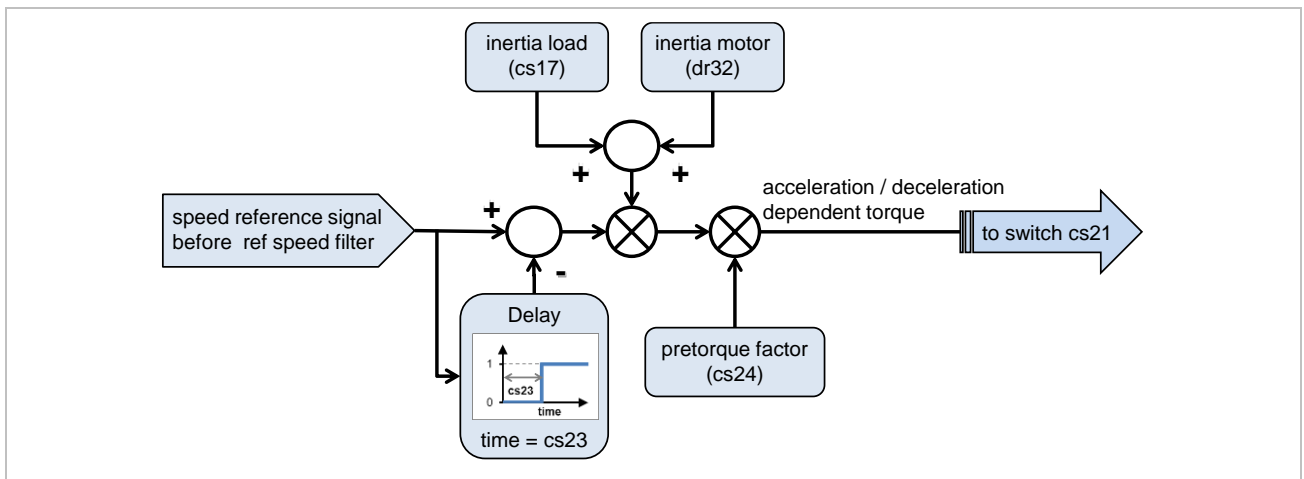 inertia load
(cs17)
inertia motor
(dr32)
+
+
speed reference signal
before ref speed filter
+
-
acceleration / deceleration
dependent torque
to switch cs21
Delay
1
cs23
0
time
time = cs23
pretorque factor
(cs24)